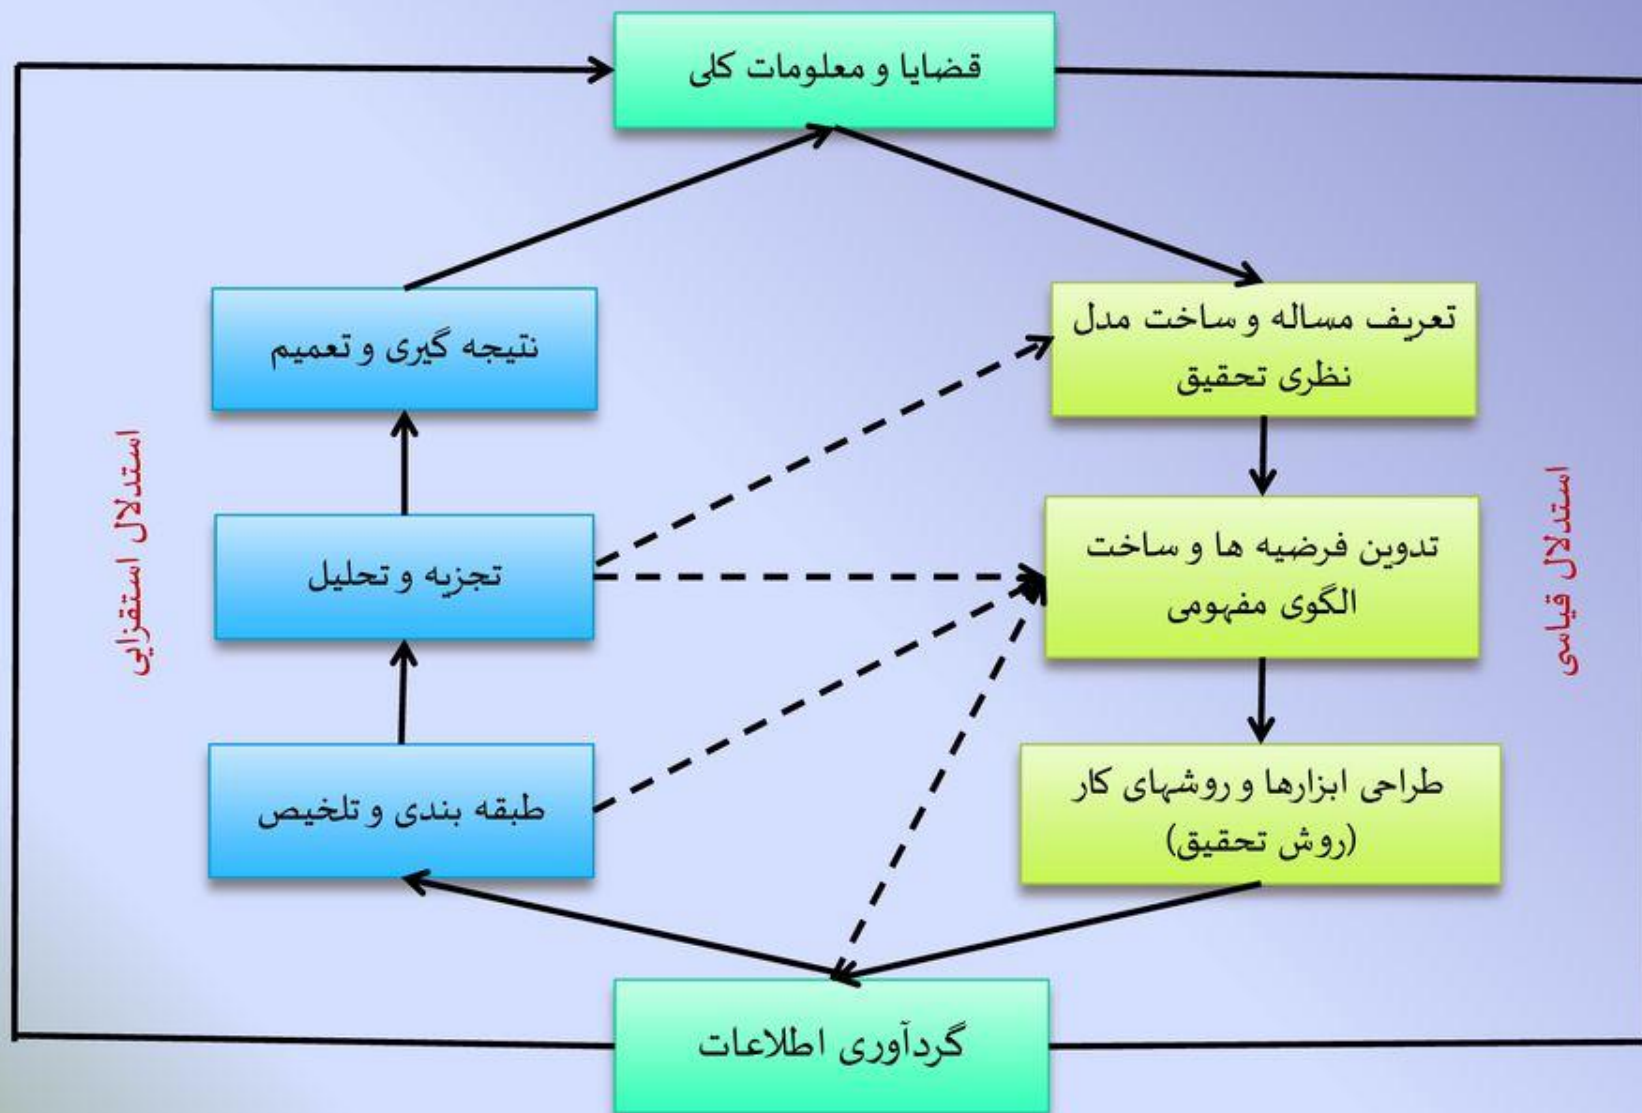 قضایا و معلومات کلی
تعریف مساله و ساخت مدل
نظری تحقیق
نتیجه گیری و تعمیم
تدوین فرضیه ها و ساخت
الگوی مفهومی
تجزیه و تحلیل
طراحی ابزارها و روشهای کار
(روش تحقیق)
طبقه بندی و تلخیص
گردآوری اطلاعات
استدلال قیاسی
استدلال استقزایی